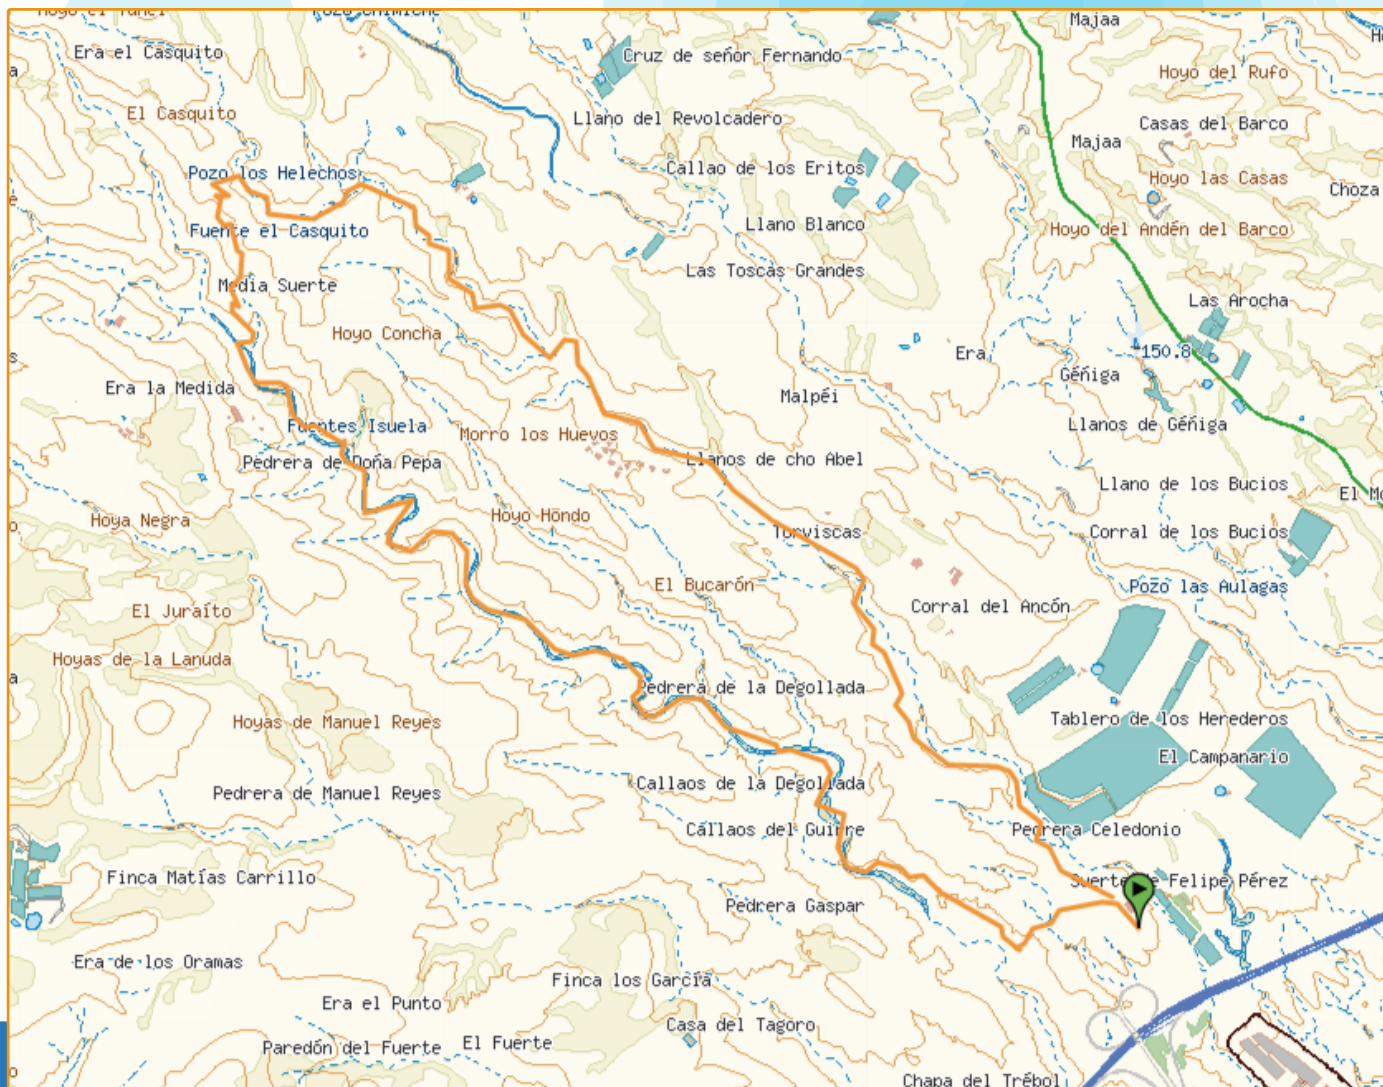 Pozo Chimiche
Majaa
Era el Casquito
Cruz de señor Fernando
Hoyo del Rufo
El Casquito
Llano del Revolcadero
Casas del Barco
Majaa
Pozo los Helechos
Callao de los Eritos
Hoyo las Casas
Choza
Fuente el Casquito
Llano Blanco
Hoyo del Andén del Barco
Media Suerte
Las Toscas Grandes
Las Arocha
Hoyo Concha
Era
150.8
Géñiga
Era la Medida
Malpéi
Fuentes Isuela
Morro los Huevos
Llanos de Géñiga
Pedrera de Doña Pepa
Llanos de cho Abel
Llano de los Bucios
Hoya Negra
Hoyo Hondo
Torviscas
Corral de los Bucios
El Bucarón
Pozo las Aulagas
El Juraíto
Corral del Ancón
Hoyas de la Lanuda
Pedrera de la Degollada
Hoyas de Manuel Reyes
Tablero de los Herederos
El Campanario
Pedrera de Manuel Reyes
Callaos de la Degollada
Callaos del Guirre
Pedrera Celedonio
Finca Matías Carrillo
Suerte de Felipe Pérez
Pedrera Gaspar
Era de los Oramas
Finca los García
Era el Punto
Casa del Tagoro
Paredón del Fuerte
El Fuerte
Chapa del Trébol